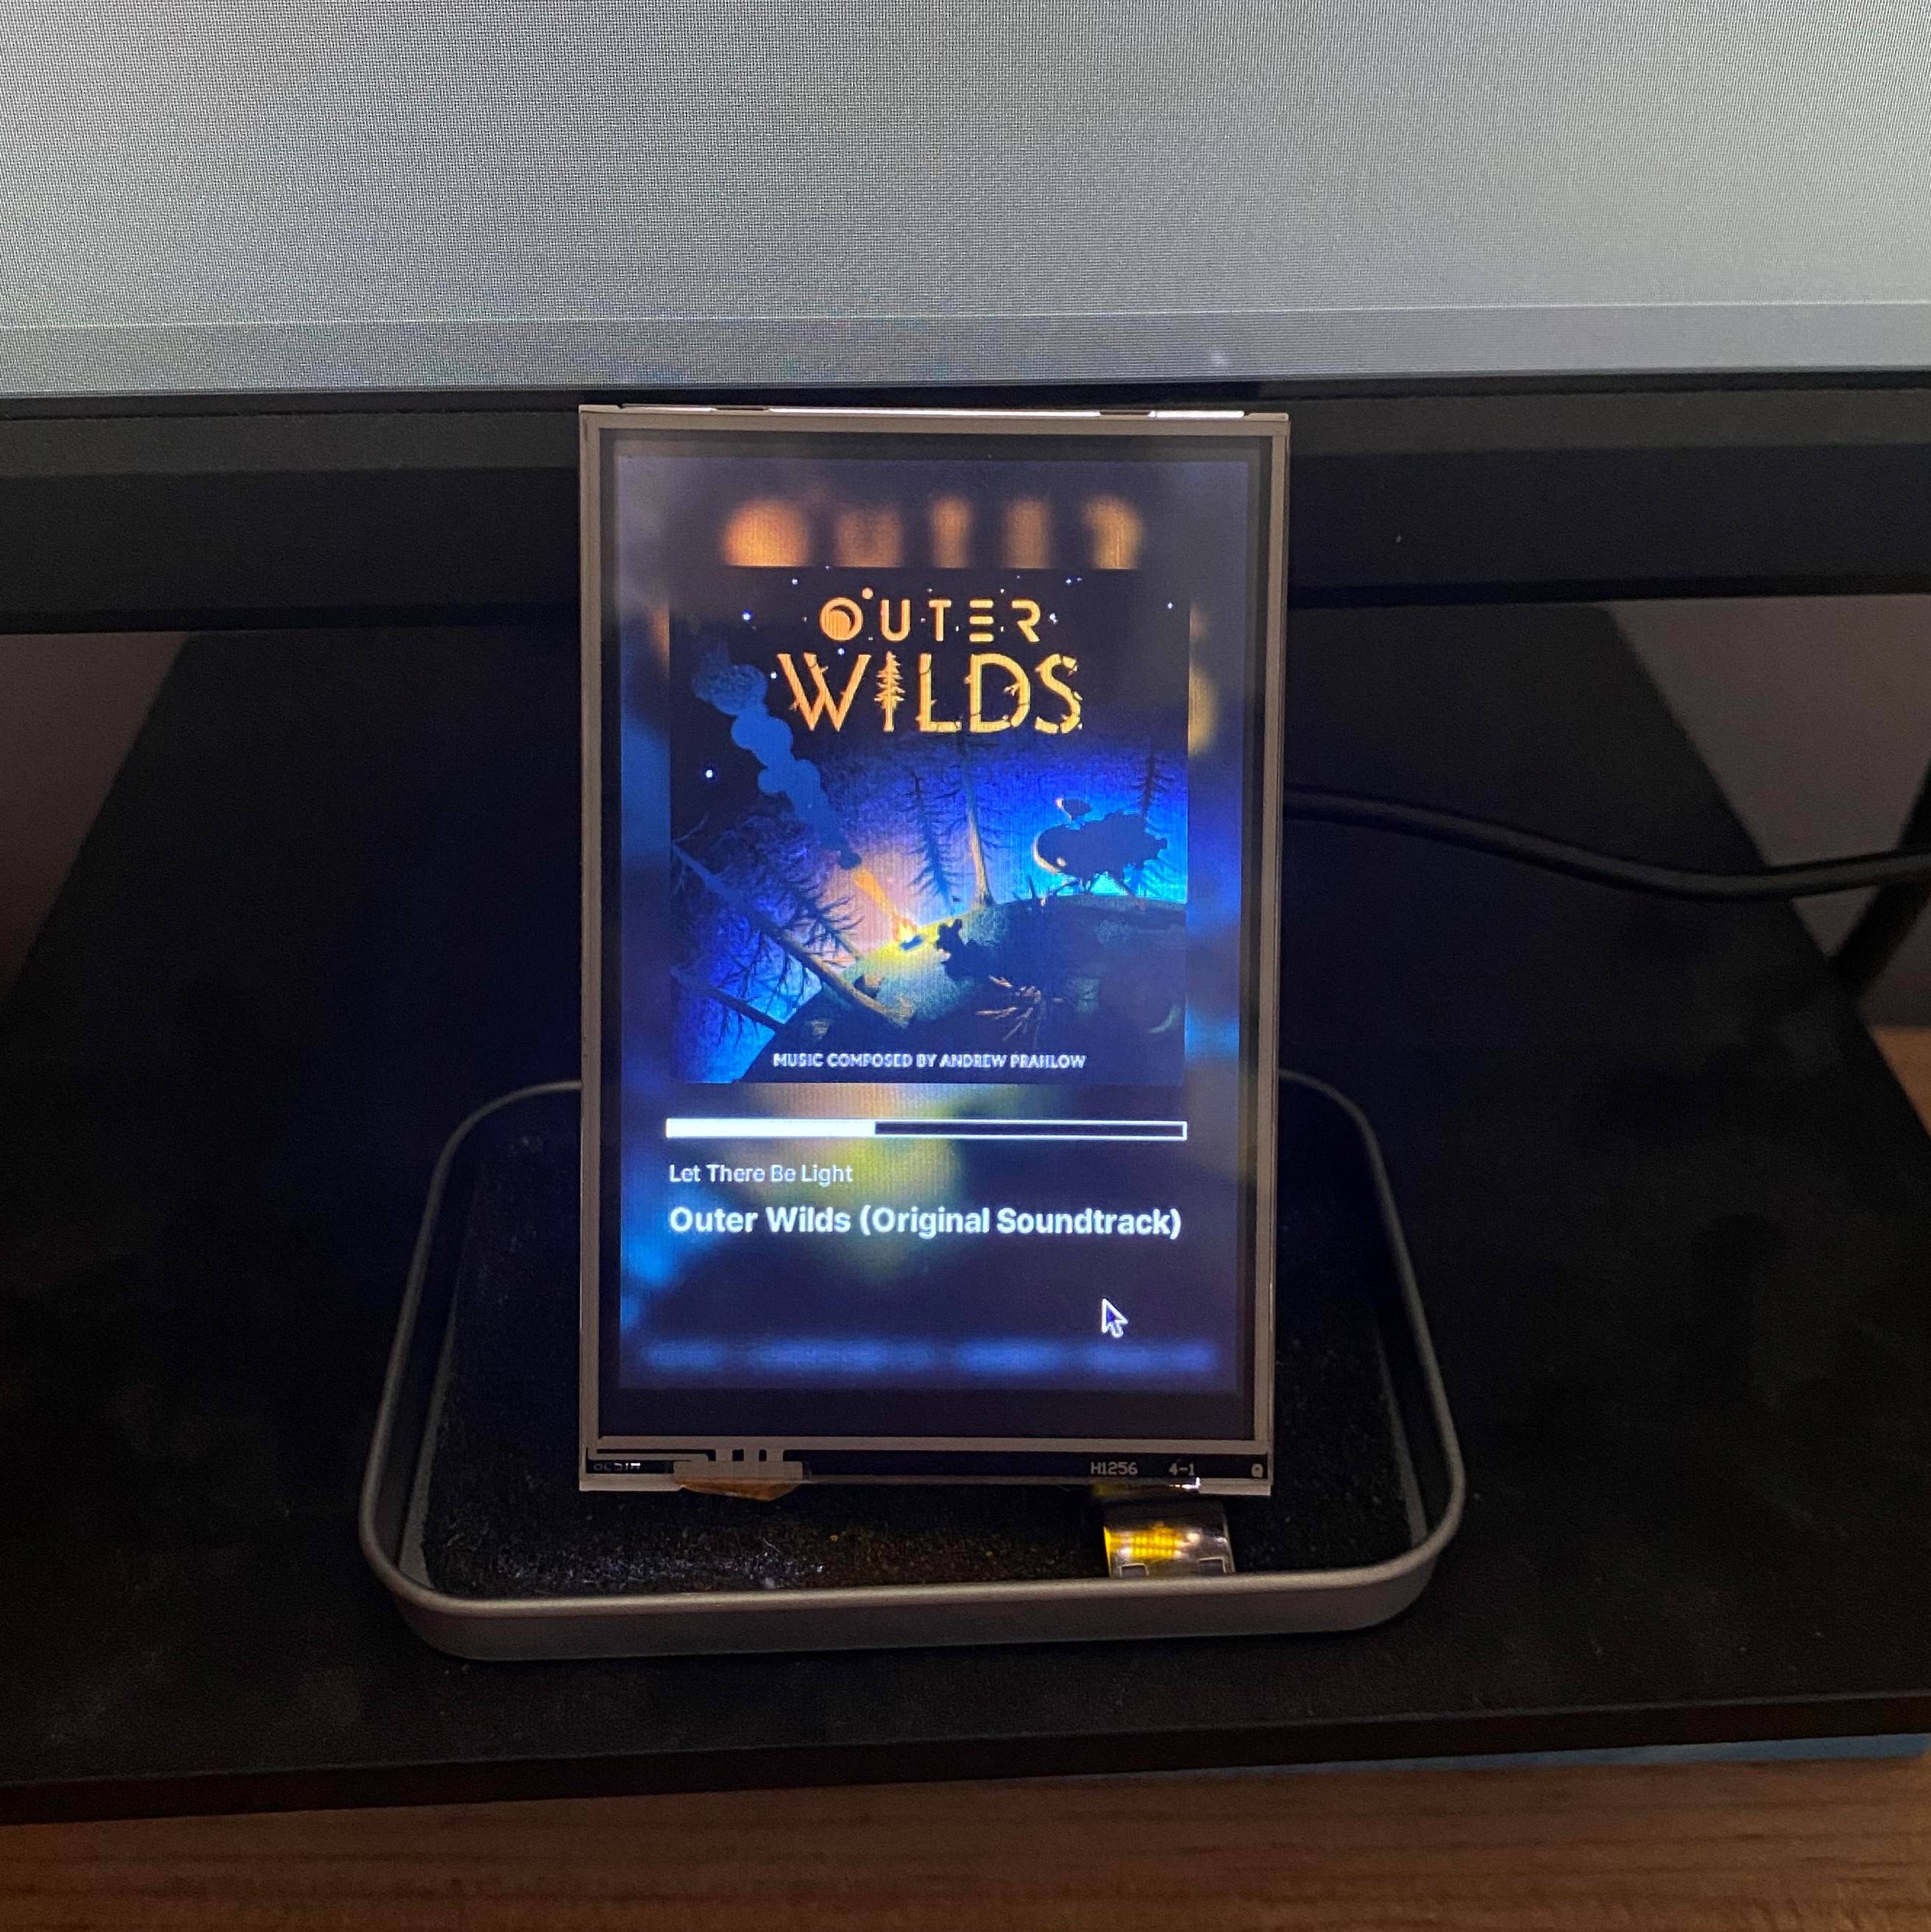 OUTER
WILDS
MUSIC COMPOSED BY ANDREW PRAHLOW
Let There Be Light
Outer Wilds (Original Soundtrack)
H1256 4-1